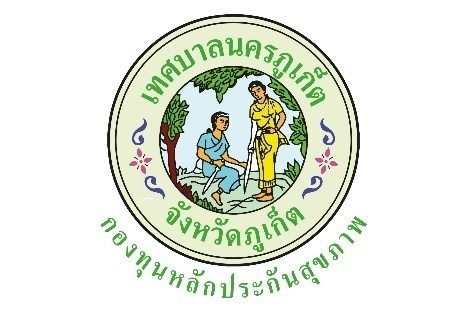 เทศบาลนครภูเก็ต
จังหวัดภูเก็ต
กองทุนหลักประกันสุขภาพ